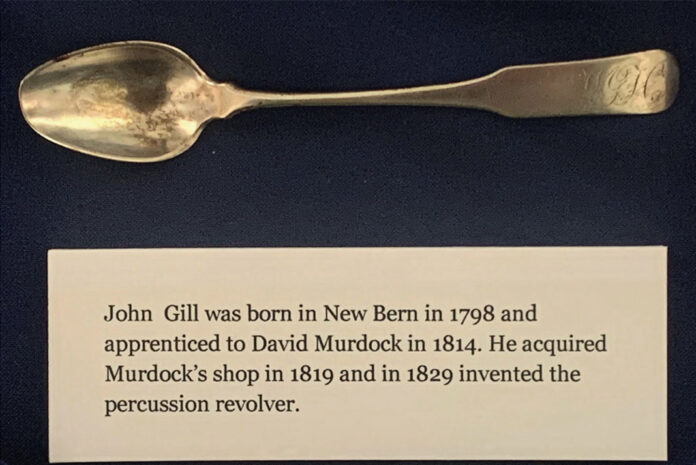 John  Gill was born in New Bern in 1798 and
apprenticed to David Murdock in 1814. He acquired
Murdock's shop in 1819 and in 1829 invented the
percussion revolver.